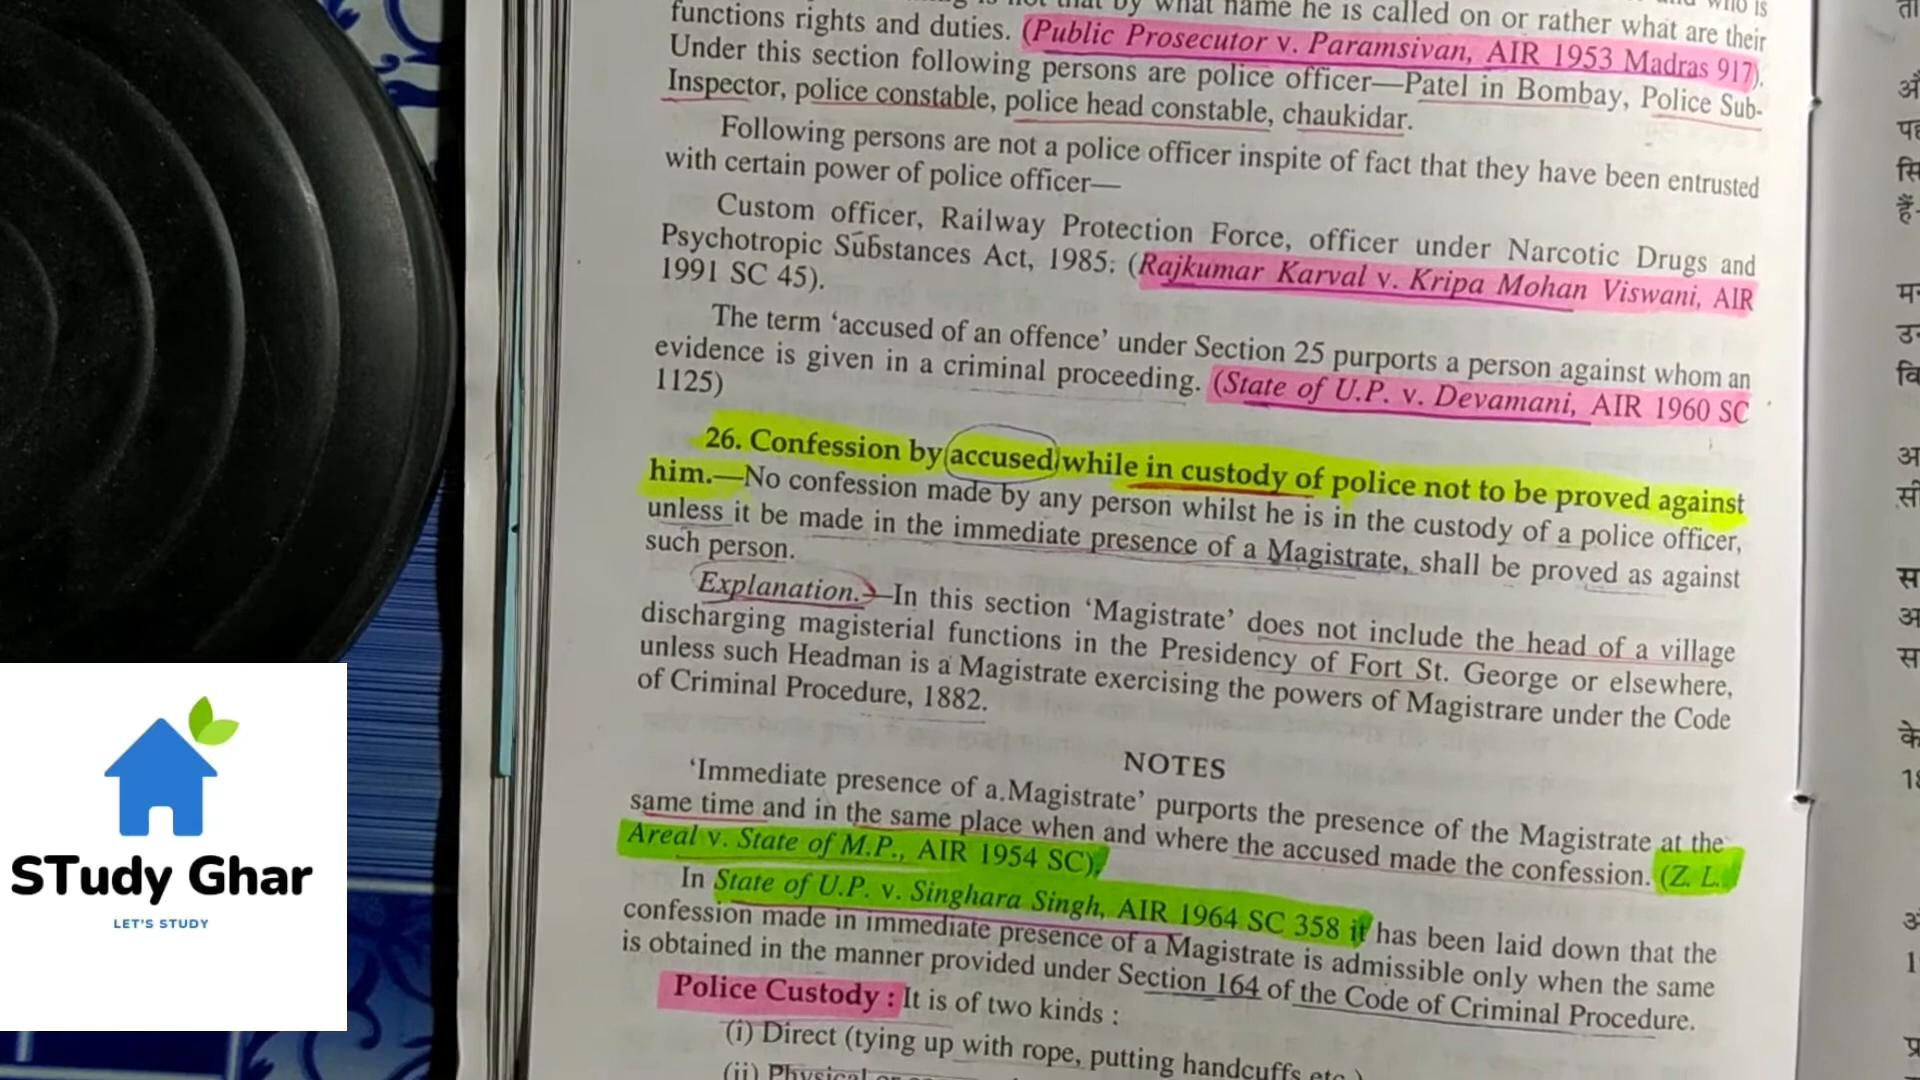 functions rights and duties. (Public Prosecutor v. Paramsivan, AIR 1953 Madras 917).
Under this section following persons are police officer—Patel in Bombay, Police Sub-
Inspector, police constable, police head constable, chaukidar.
Following persons are not a police officer inspite of fact that they have been entrusted
with certain power of police officer—
Custom officer, Railway Protection Force, officer under Narcotic Drugs and
Psychotropic Substances Act, 1985: (Rajkumar Karval v. Kripa Mohan Viswani, AIR
1991 SC 45).
The term ‘accused of an offence’ under Section 25 purports a person against whom an
evidence is given in a criminal proceeding. (State of U.P. v. Devamani, AIR 1960 SC
1125)
26. Confession by accused while in custody of police not to be proved against
him.—No confession made by any person whilst he is in the custody of a police officer,
unless it be made in the immediate presence of a Magistrate, shall be proved as against
such person.
Explanation.—In this section ‘Magistrate’ does not include the head of a village
discharging magisterial functions in the Presidency of Fort St. George or elsewhere,
unless such Headman is a Magistrate exercising the powers of Magistrare under the Code
of Criminal Procedure, 1882.
NOTES
‘Immediate presence of a.Magistrate’ purports the presence of the Magistrate at the
same time and in the same place when and where the accused made the confession. (Z. L.
Areal v. State of M.P., AIR 1954 SC).
In State of U.P. v. Singhara Singh, AIR 1964 SC 358 it has been laid down that the
confession made in immediate presence of a Magistrate is admissible only when the same
is obtained in the manner provided under Section 164 of the Code of Criminal Procedure.
Police Custody : It is of two kinds :
(i) Direct (tying up with rope, putting handcuffs etc.)
STudy Ghar
LET'S STUDY